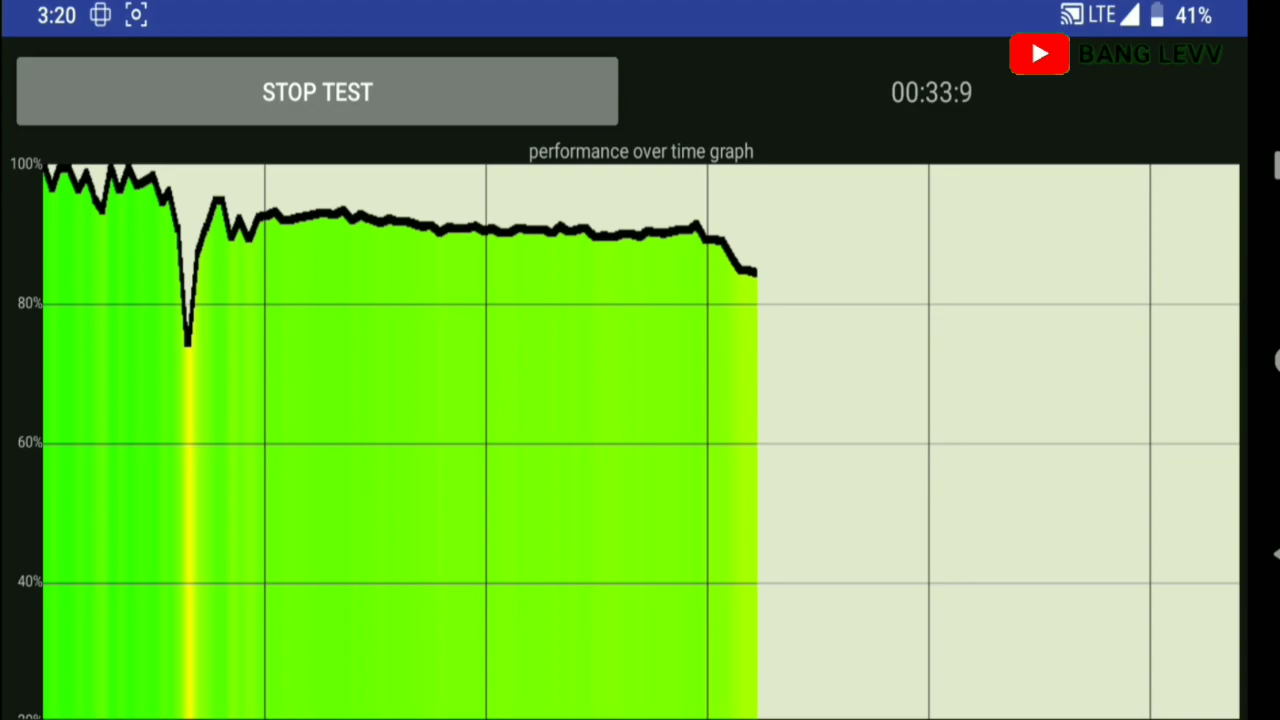 3:20 LTE 41%
BANG LEVV
STOP TEST 00:33:9
performance over time graph
100%
80%
60%
40%
20%